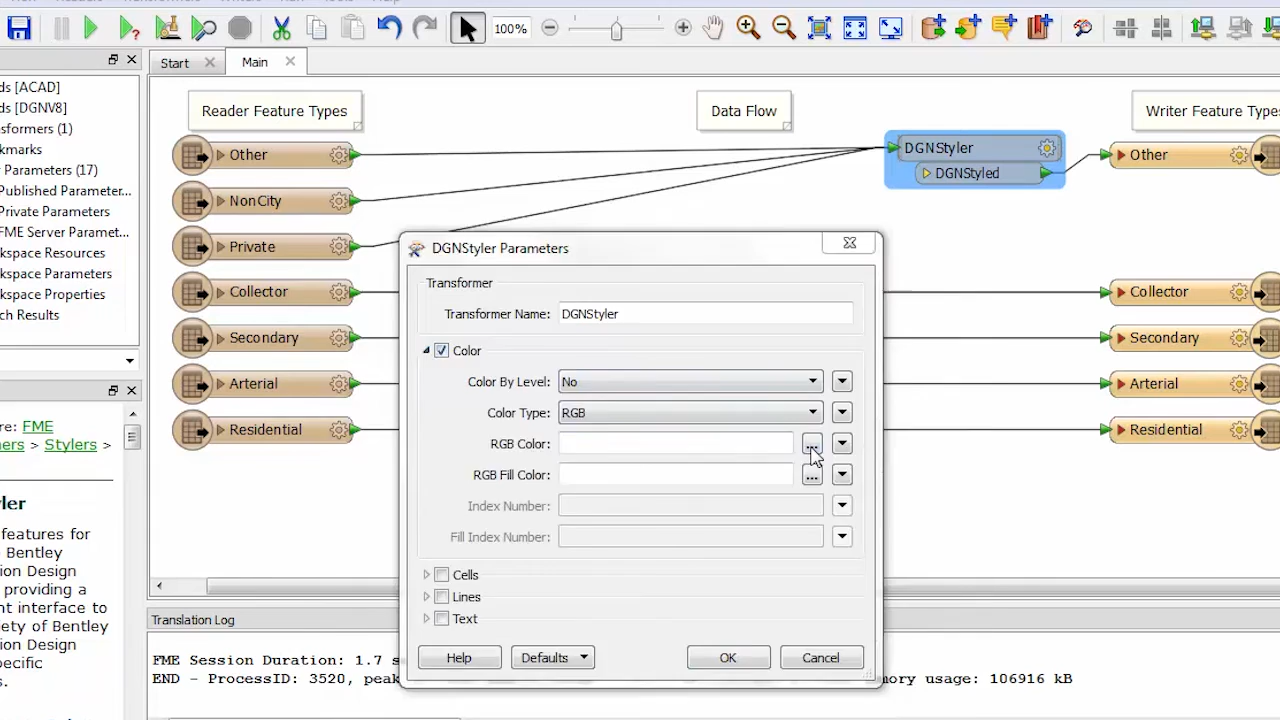 100%
Start
Main
ds [ACAD]
ds [DGNV8]
nsformers (1)
kmarks
r Parameters (17)
Published Parameter...
Private Parameters
FME Server Paramet...
kspace Resources
kspace Parameters
kspace Properties
rch Results
Reader Feature Types
Data Flow
Writer Feature Types
Other
NonCity
Private
Collector
Secondary
Arterial
Residential
DGNStyler
DGNStyled
Other
Collector
Secondary
Arterial
Residential
DGNStyler Parameters
Transformer
Transformer Name: DGNStyler
Color
Color By Level: No
Color Type: RGB
RGB Color: ...
RGB Fill Color: ...
Index Number:
Fill Index Number:
Cells
Lines
Text
Help Defaults OK Cancel
re: FME
ners > Stylers >
ler
features for
Bentley
ion Design
providing a
nt interface to
iety of Bentley
ion Design
pecific
s.
Translation Log
FME Session Duration: 1.7 s
END - ProcessID: 3520, peak
mory usage: 106916 kB